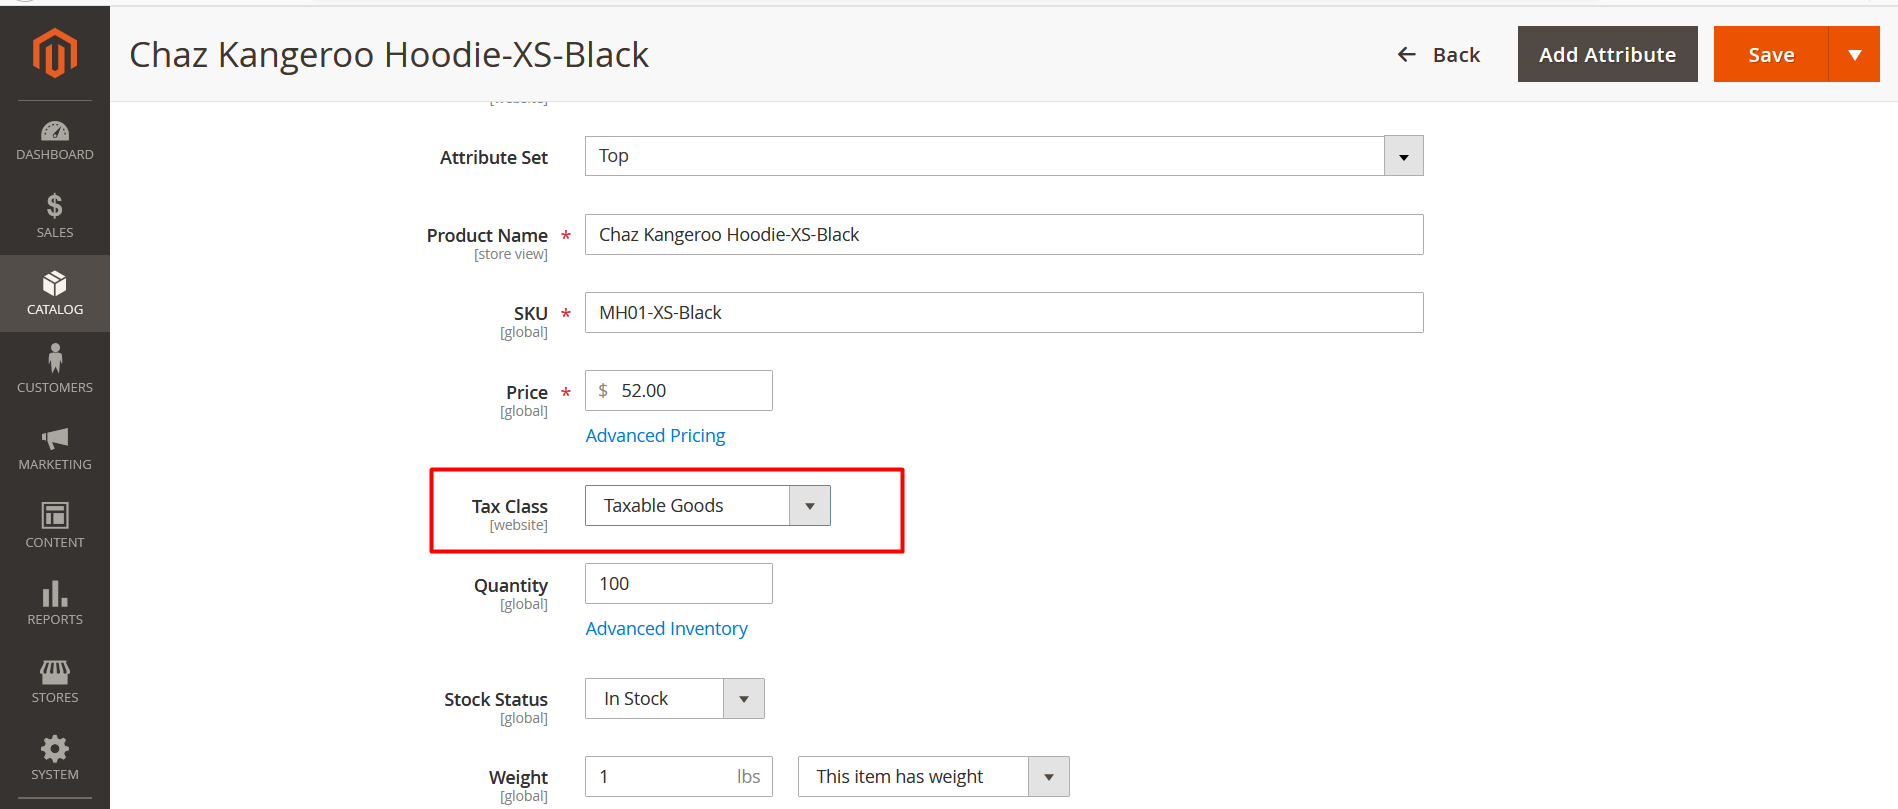 Chaz Kangeroo Hoodie-XS-Black
Back
Add Attribute
Save
DASHBOARD
SALES
CATALOG
CUSTOMERS
MARKETING
CONTENT
REPORTS
STORES
SYSTEM
[website]
Attribute Set
Top
Product Name *
[store view]
Chaz Kangeroo Hoodie-XS-Black
SKU *
[global]
MH01-XS-Black
Price *
[global]
$ 52.00
Advanced Pricing
Tax Class
[website]
Taxable Goods
Quantity
[global]
100
Advanced Inventory
Stock Status
[global]
In Stock
Weight
[global]
1 lbs
This item has weight